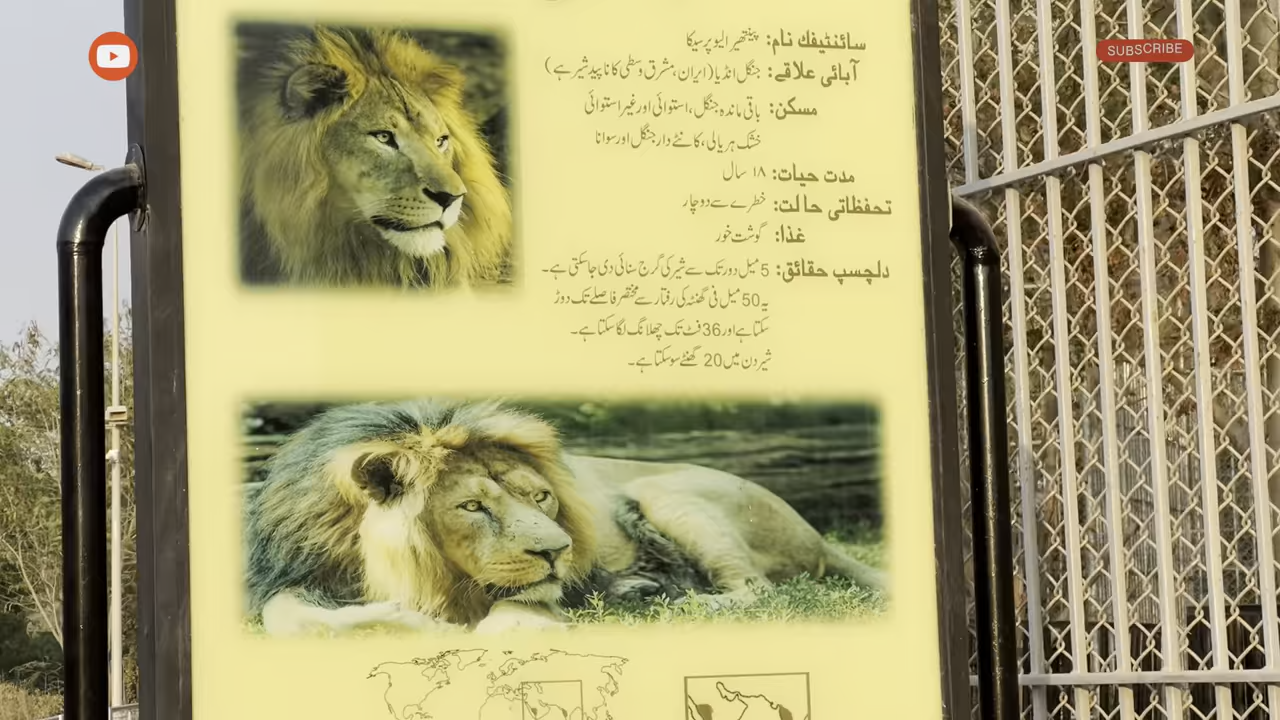 سائنٹیفک نام: پینتھیرا لیو پرسیکا
آبائی علاقے: جنگل انڈیا (ایران، مشرق وسطی کا ناپید شیر ہے)
مسکن: باقی ماندہ جنگل، استوائی اور غیر استوائی
خشک ہریالی، کانٹے دار جنگل اور سوانا
مدت حیات: ۱۸ سال
تحفظاتی حالت: خطرے سے دوچار
غذا: گوشت خور
دلچسپ حقائق: 5 میل دور تک سے شیر کی گرج سنائی دی جاسکتی ہے۔
یہ 50 میل فی گھنٹہ کی رفتار سے مختصر فاصلے تک دوڑ
سکتا ہے اور 36 فٹ تک چھلانگ لگا سکتا ہے۔
شیر دن میں 20 گھنٹے سو سکتا ہے۔
SUBSCRIBE